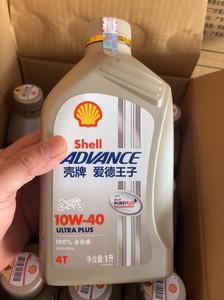 Shell
ADVANCE
壳牌 爱德王子
10W-40
PUREPLUS
ULTRA PLUS
100% 全合成
4T 净含量:1升